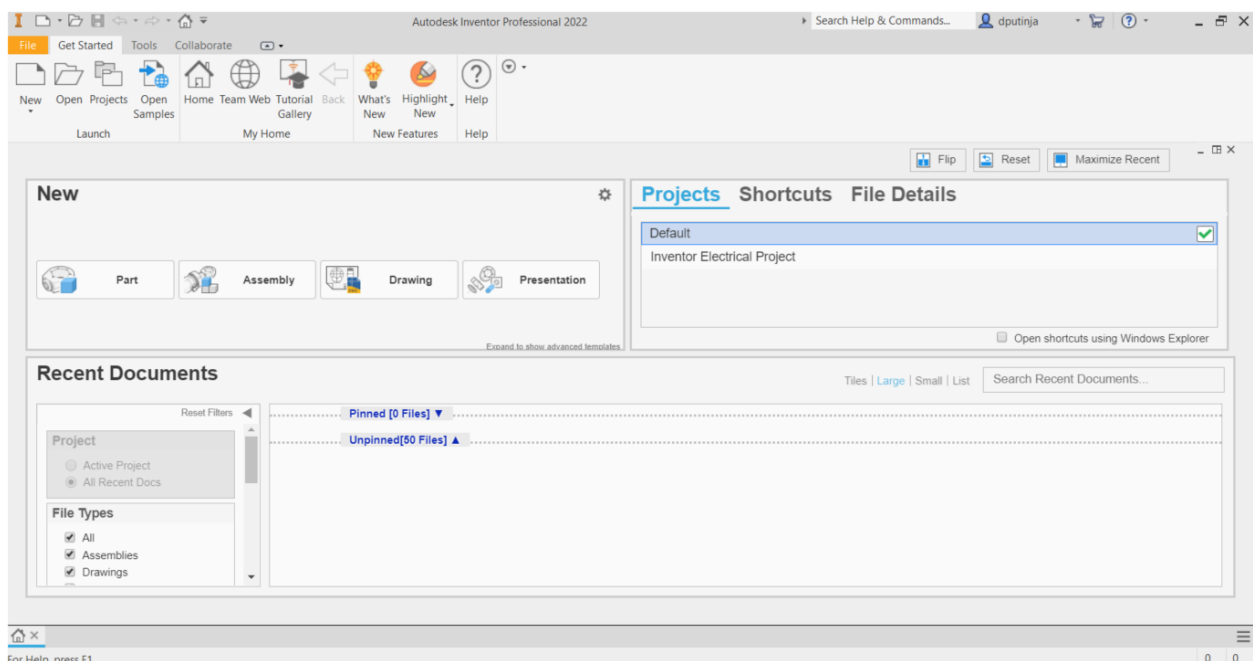 Autodesk Inventor Professional 2022
Search Help & Commands...
dputinja
File Get Started Tools Collaborate
New Open Projects Open Samples Home Team Web Tutorial Gallery Back What's New Highlight New Help
Launch My Home New Features Help
Flip Reset Maximize Recent
New
Part Assembly Drawing Presentation
Expand to show advanced templates
Projects Shortcuts File Details
Default
Inventor Electrical Project
Open shortcuts using Windows Explorer
Recent Documents
Tiles | Large | Small | List
Search Recent Documents...
Reset Filters
Project
Active Project
All Recent Docs
File Types
All
Assemblies
Drawings
Pinned [0 Files]
Unpinned[50 Files]
For Help, press F1
0 0